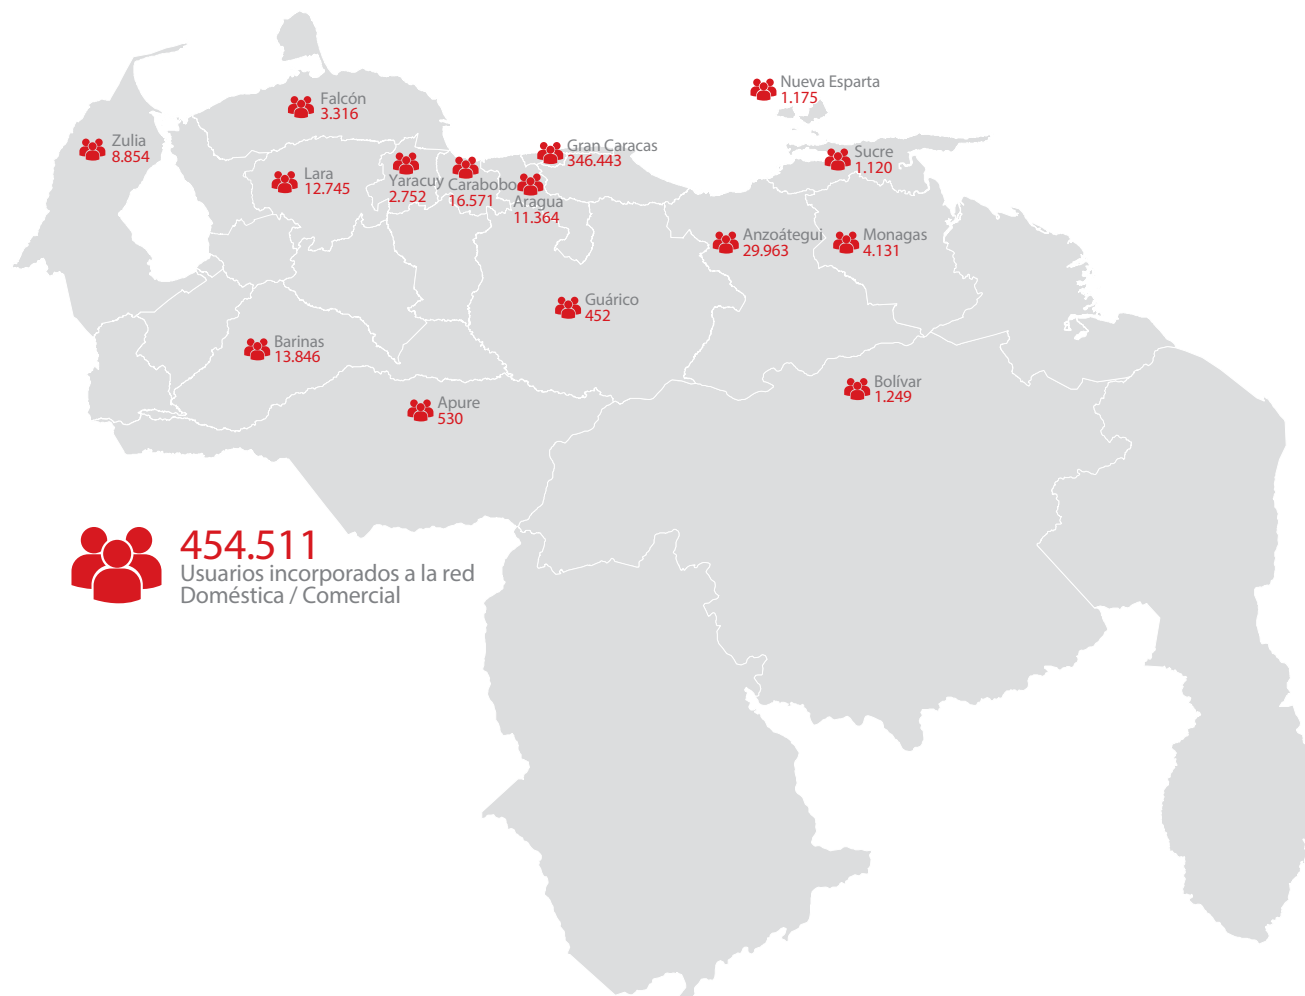 Nueva Esparta
1.175
Falcón
3.316
Zulia
8.854
Gran Caracas
346.443
Sucre
1.120
Lara
12.745
Yaracuy
2.752
Carabobo
16.571
Aragua
11.364
Anzoátegui
29.963
Monagas
4.131
Guárico
452
Barinas
13.846
Bolívar
1.249
Apure
530
454.511
Usuarios incorporados a la red
Doméstica / Comercial